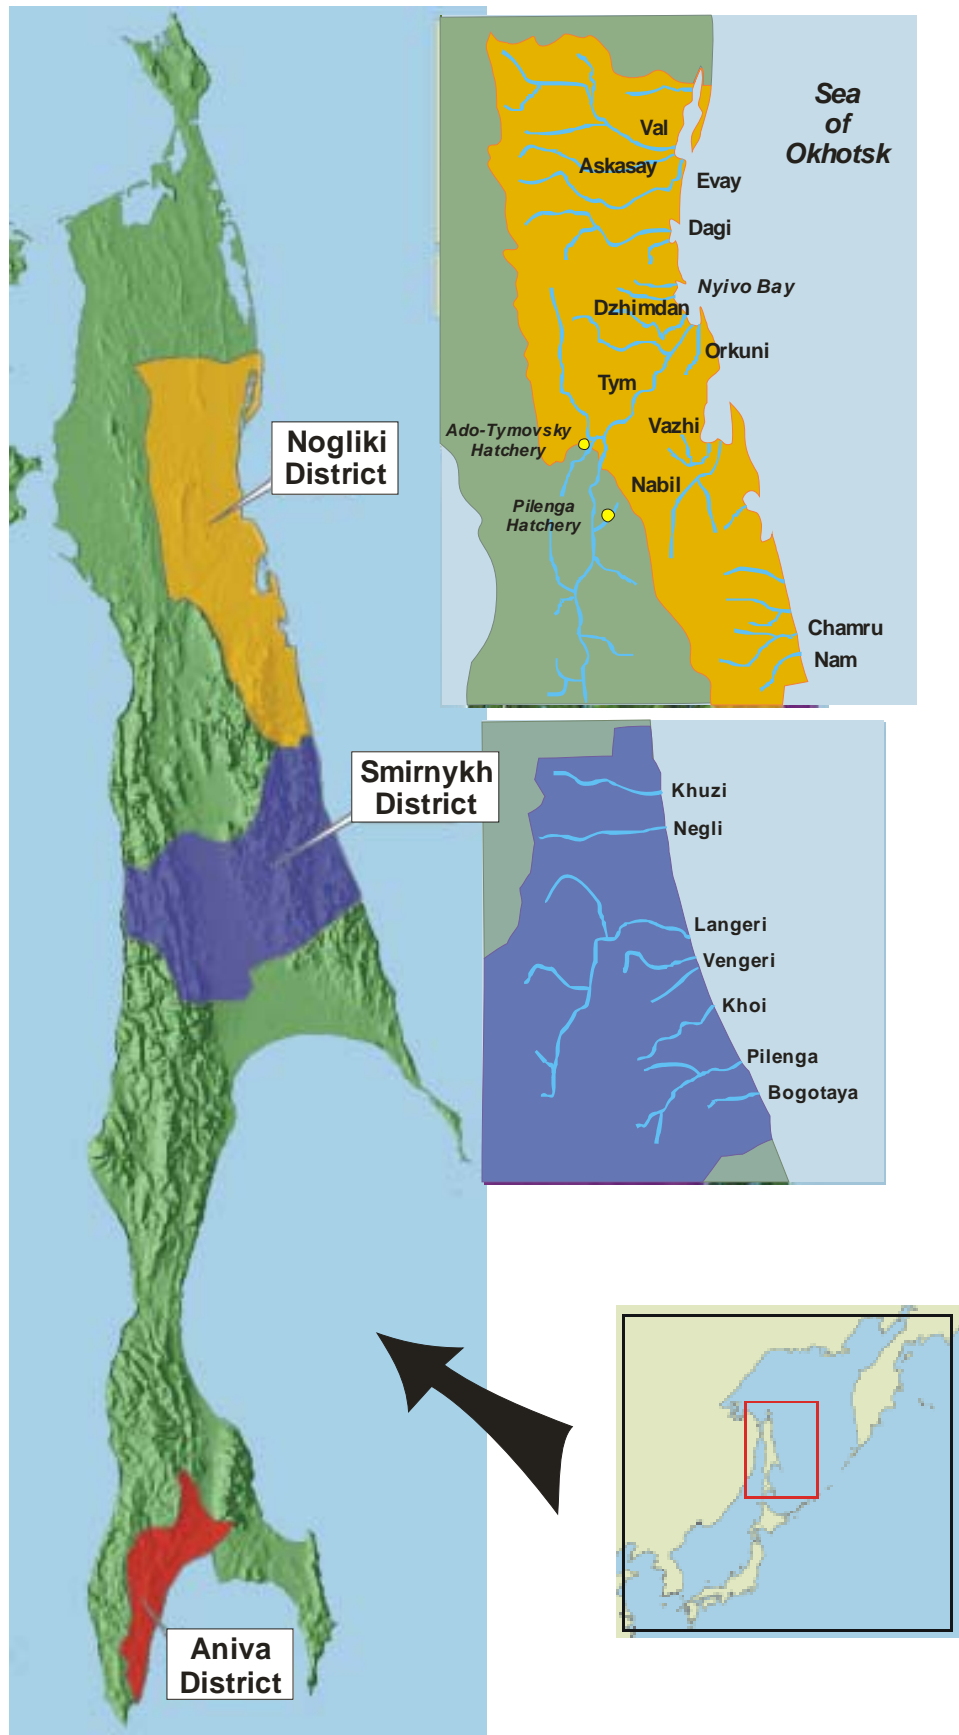 Sea
of
Okhotsk
Val
Askasay
Evay
Dagi
Nyivo Bay
Dzhimdan
Orkuni
Tym
Vazhi
Ado-Tymovsky
Hatchery
Nabil
Pilenga
Hatchery
Chamru
Nam
Nogliki
District
Smirnykh
District
Khuzi
Negli
Langeri
Vengeri
Khoi
Pilenga
Bogotaya
Aniva
District